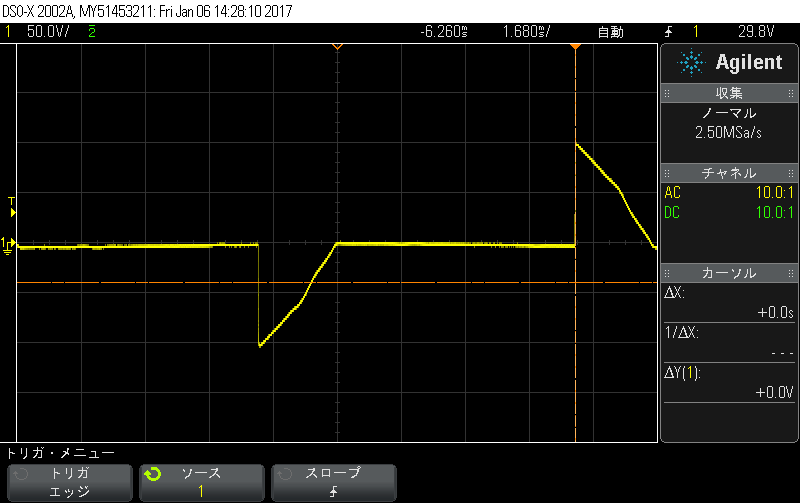 DSO-X 2002A, MY51453211: Fri Jan 06 14:28:10 2017
1 50.0V/ 2 -6.260ms 1.680ms/ 自動 1 29.8V
Agilent
収集
ノーマル
2.50MSa/s
チャネル
AC 10.0:1
DC 10.0:1
T
1
カーソル
ΔX:
+0.0s
1/ΔX:
- - -
ΔY(1):
+0.0V
トリガ・メニュー
トリガ
エッジ
ソース
1
スロープ